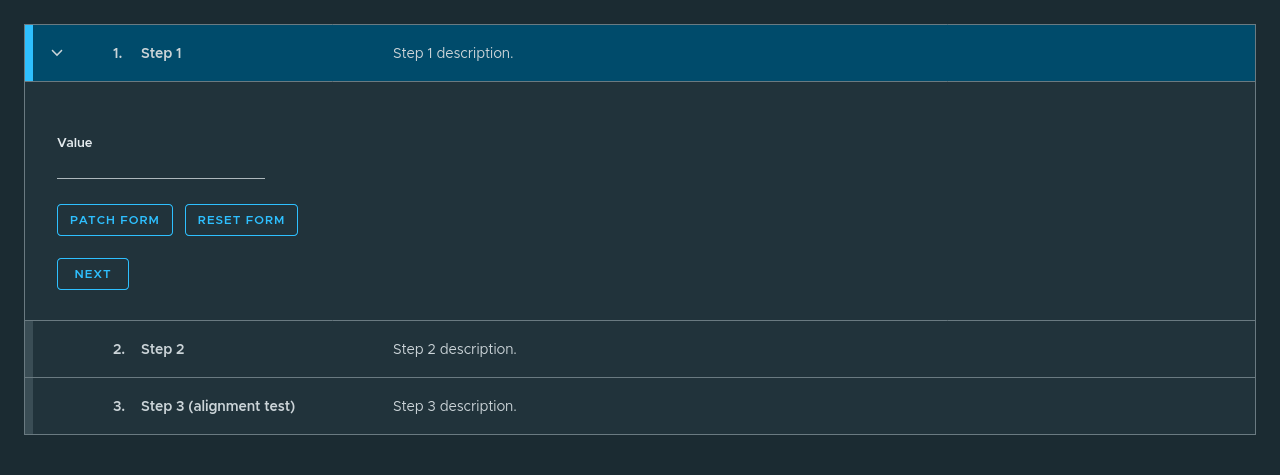 1. Step 1 Step 1 description.
Value
PATCH FORM RESET FORM
NEXT
2. Step 2 Step 2 description.
3. Step 3 (alignment test) Step 3 description.